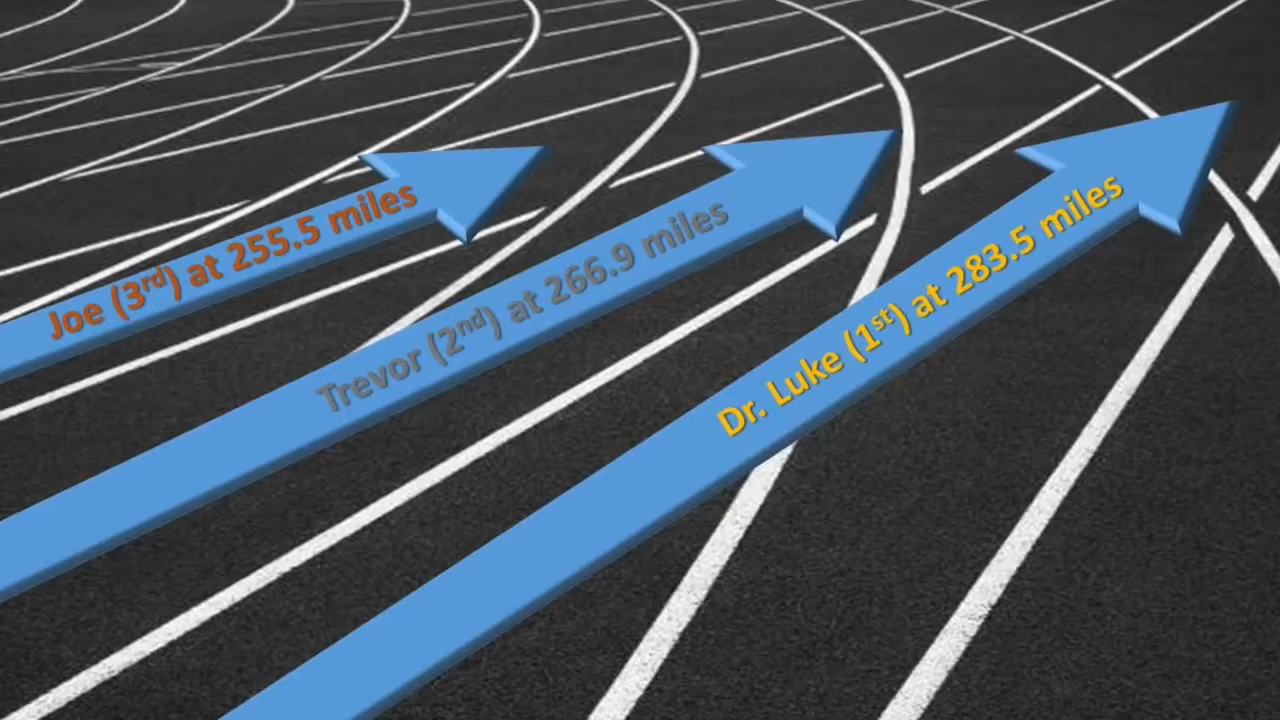 Joe (3rd) at 255.5 miles
Trevor (2nd) at 266.9 miles
Dr. Luke (1st) at 283.5 miles